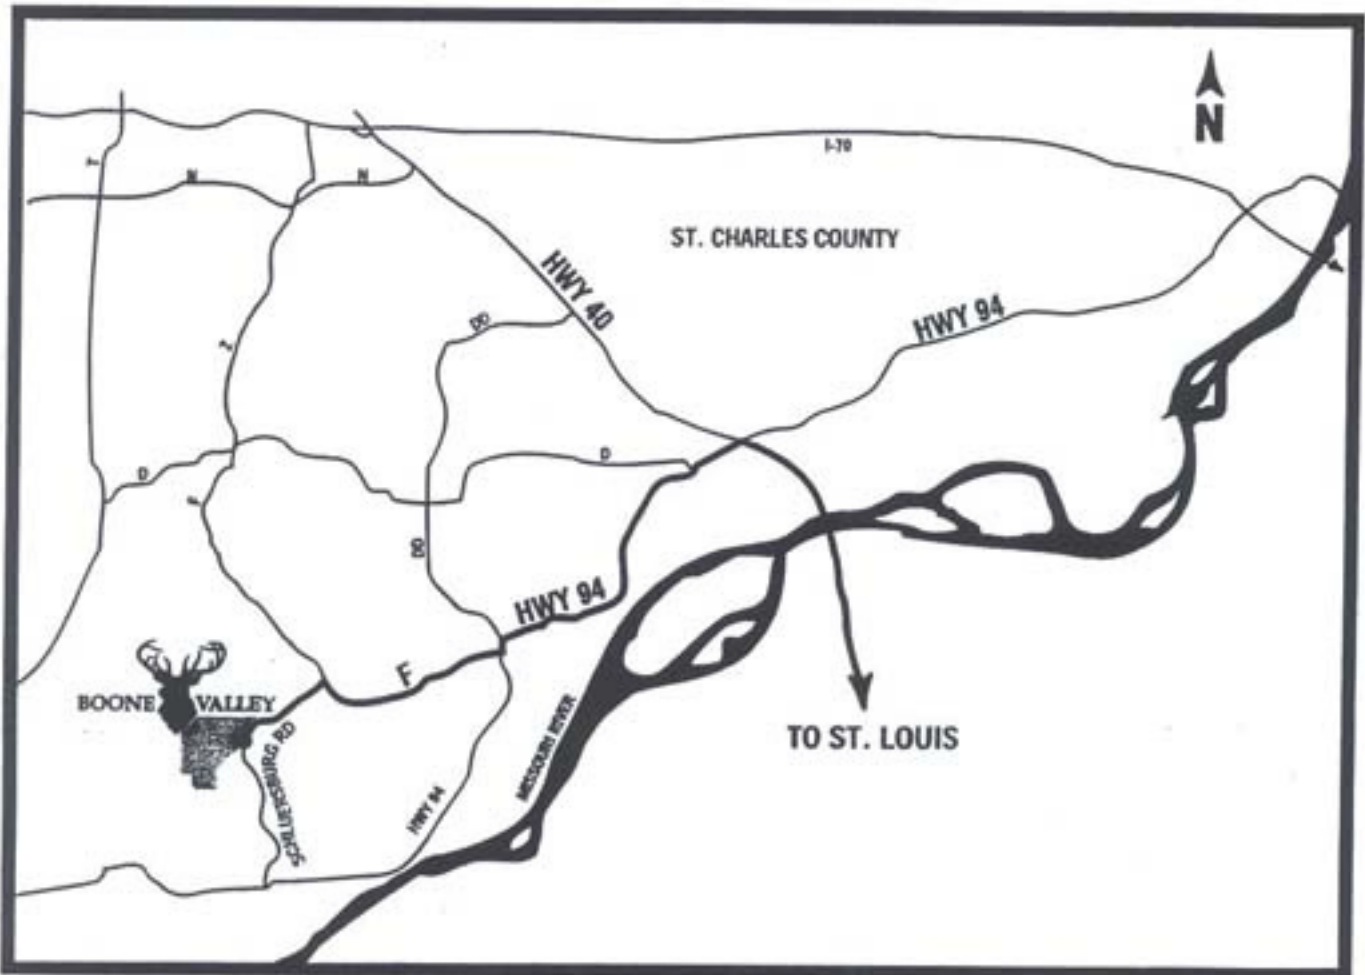 N
I-70
T
N
N
ST. CHARLES COUNTY
HWY 40
HWY 94
DD
Z
D
D
F
DD
HWY 94
F
BOONE VALLEY
MISSOURI RIVER
TO ST. LOUIS
SCHLUERSBURG RD
HWY 94